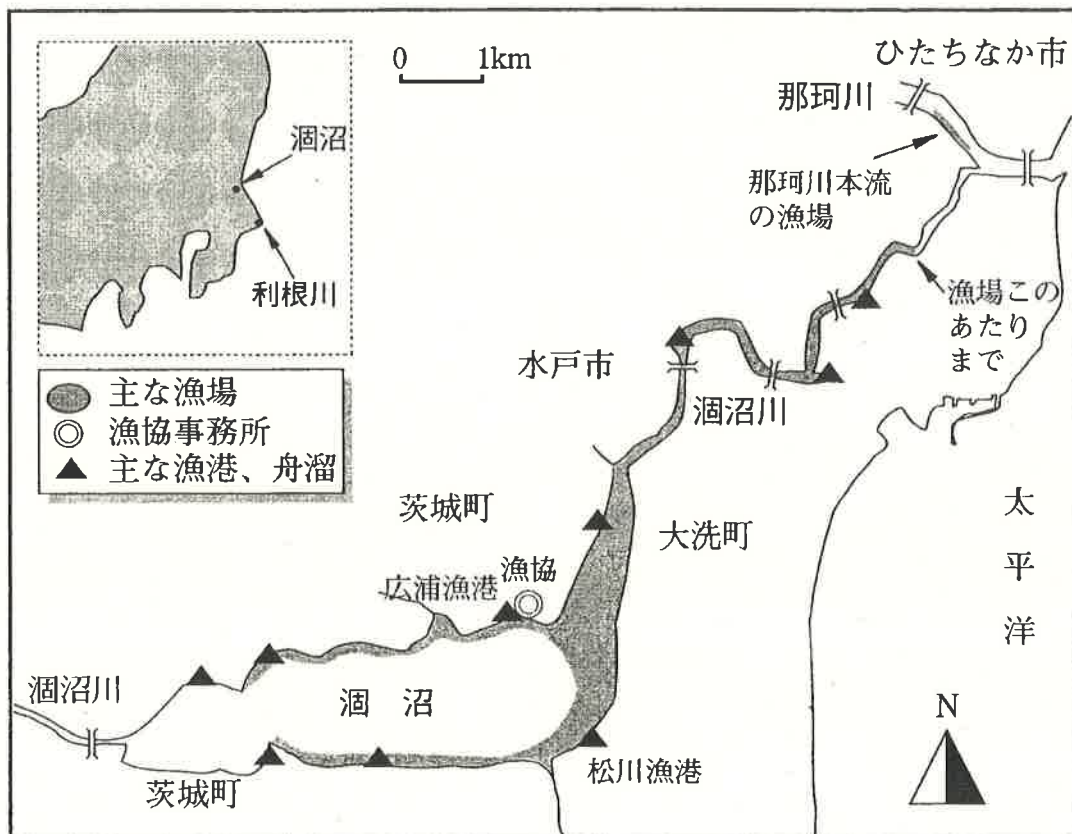 0 1km
ひたちなか市
那珂川
涸沼
那珂川本流
の漁場
利根川
漁場この
あたり
まで
水戸市
主な漁場
涸沼川
漁協事務所
主な漁港、舟溜
茨城町
大洗町
太平洋
漁協
広浦漁港
涸沼川
涸 沼
N
松川漁港
茨城町